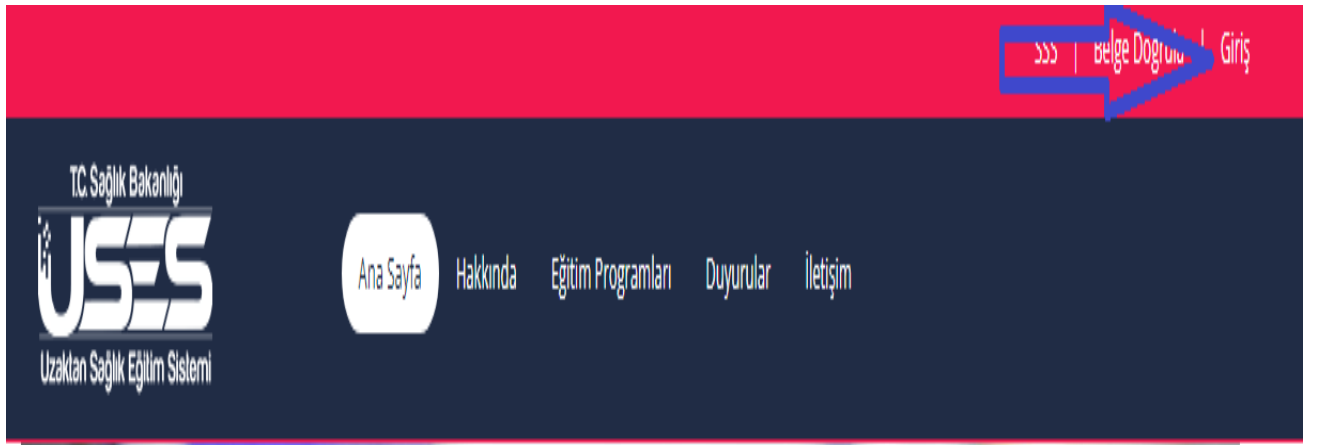 SSS | Belge Doğrula | Giriş
T.C. Sağlık Bakanlığı
USES
Uzaktan Sağlık Eğitim Sistemi
Ana Sayfa Hakkında Eğitim Programları Duyurular İletişim